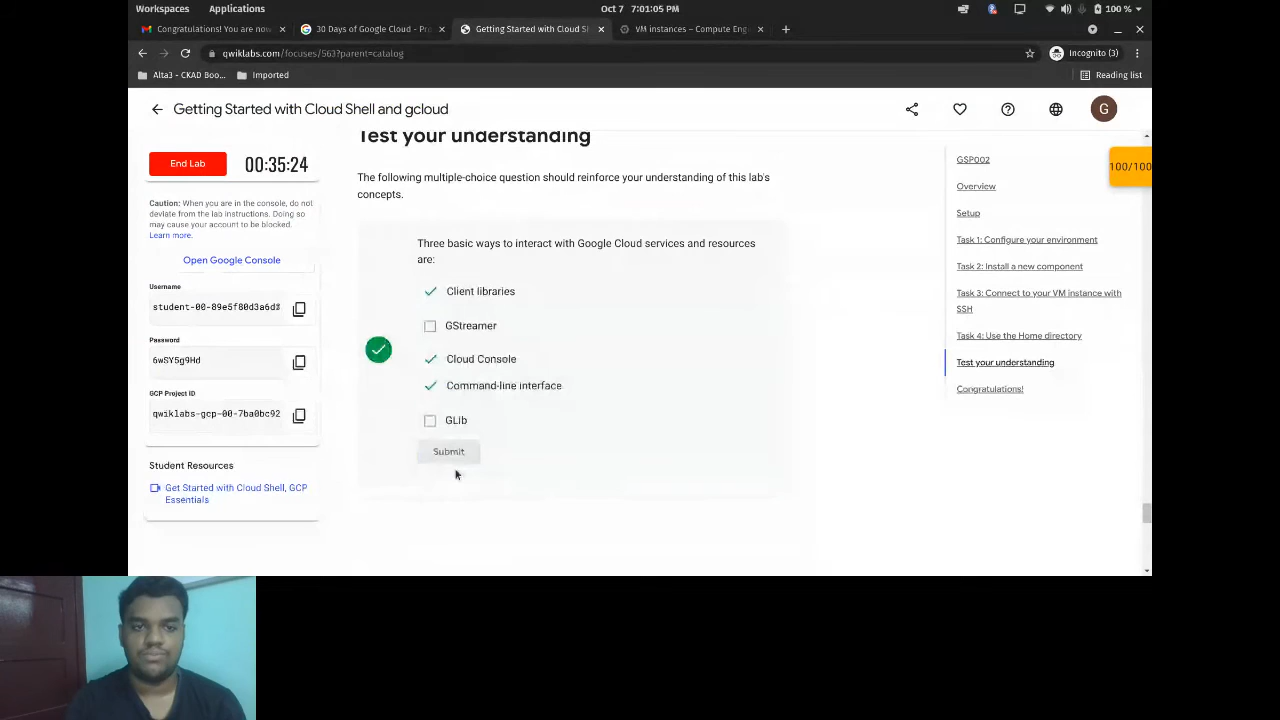 Workspaces Applications Oct 7, 7:01:05 PM 100 %
Congratulations! You are now 30 Days of Google Cloud - Pro Getting Started with Cloud Sh VM instances – Compute Eng
qwiklabs.com/focuses/563?parent=catalog Incognito (3)
Alta3 - CKAD Boo... Imported Reading list
Getting Started with Cloud Shell and gcloud G
End Lab 00:35:24
Caution: When you are in the console, do not
deviate from the lab instructions. Doing so
may cause your account to be blocked.
Learn more.
Open Google Console
Username
Password
6wSY5g9Hd
GCP Project ID
qwiklabs-gcp-00-7ba0bc92
Student Resources
Get Started with Cloud Shell, GCP
Essentials
Test your understanding
The following multiple-choice question should reinforce your understanding of this lab's
concepts.
Three basic ways to interact with Google Cloud services and resources
are:
Client libraries
GStreamer
Cloud Console
Command-line interface
GLib
Submit
GSP002
Overview
Setup
Task 1: Configure your environment
Task 2: Install a new component
Task 3: Connect to your VM instance with
SSH
Task 4: Use the Home directory
Test your understanding
Congratulations!
100/100